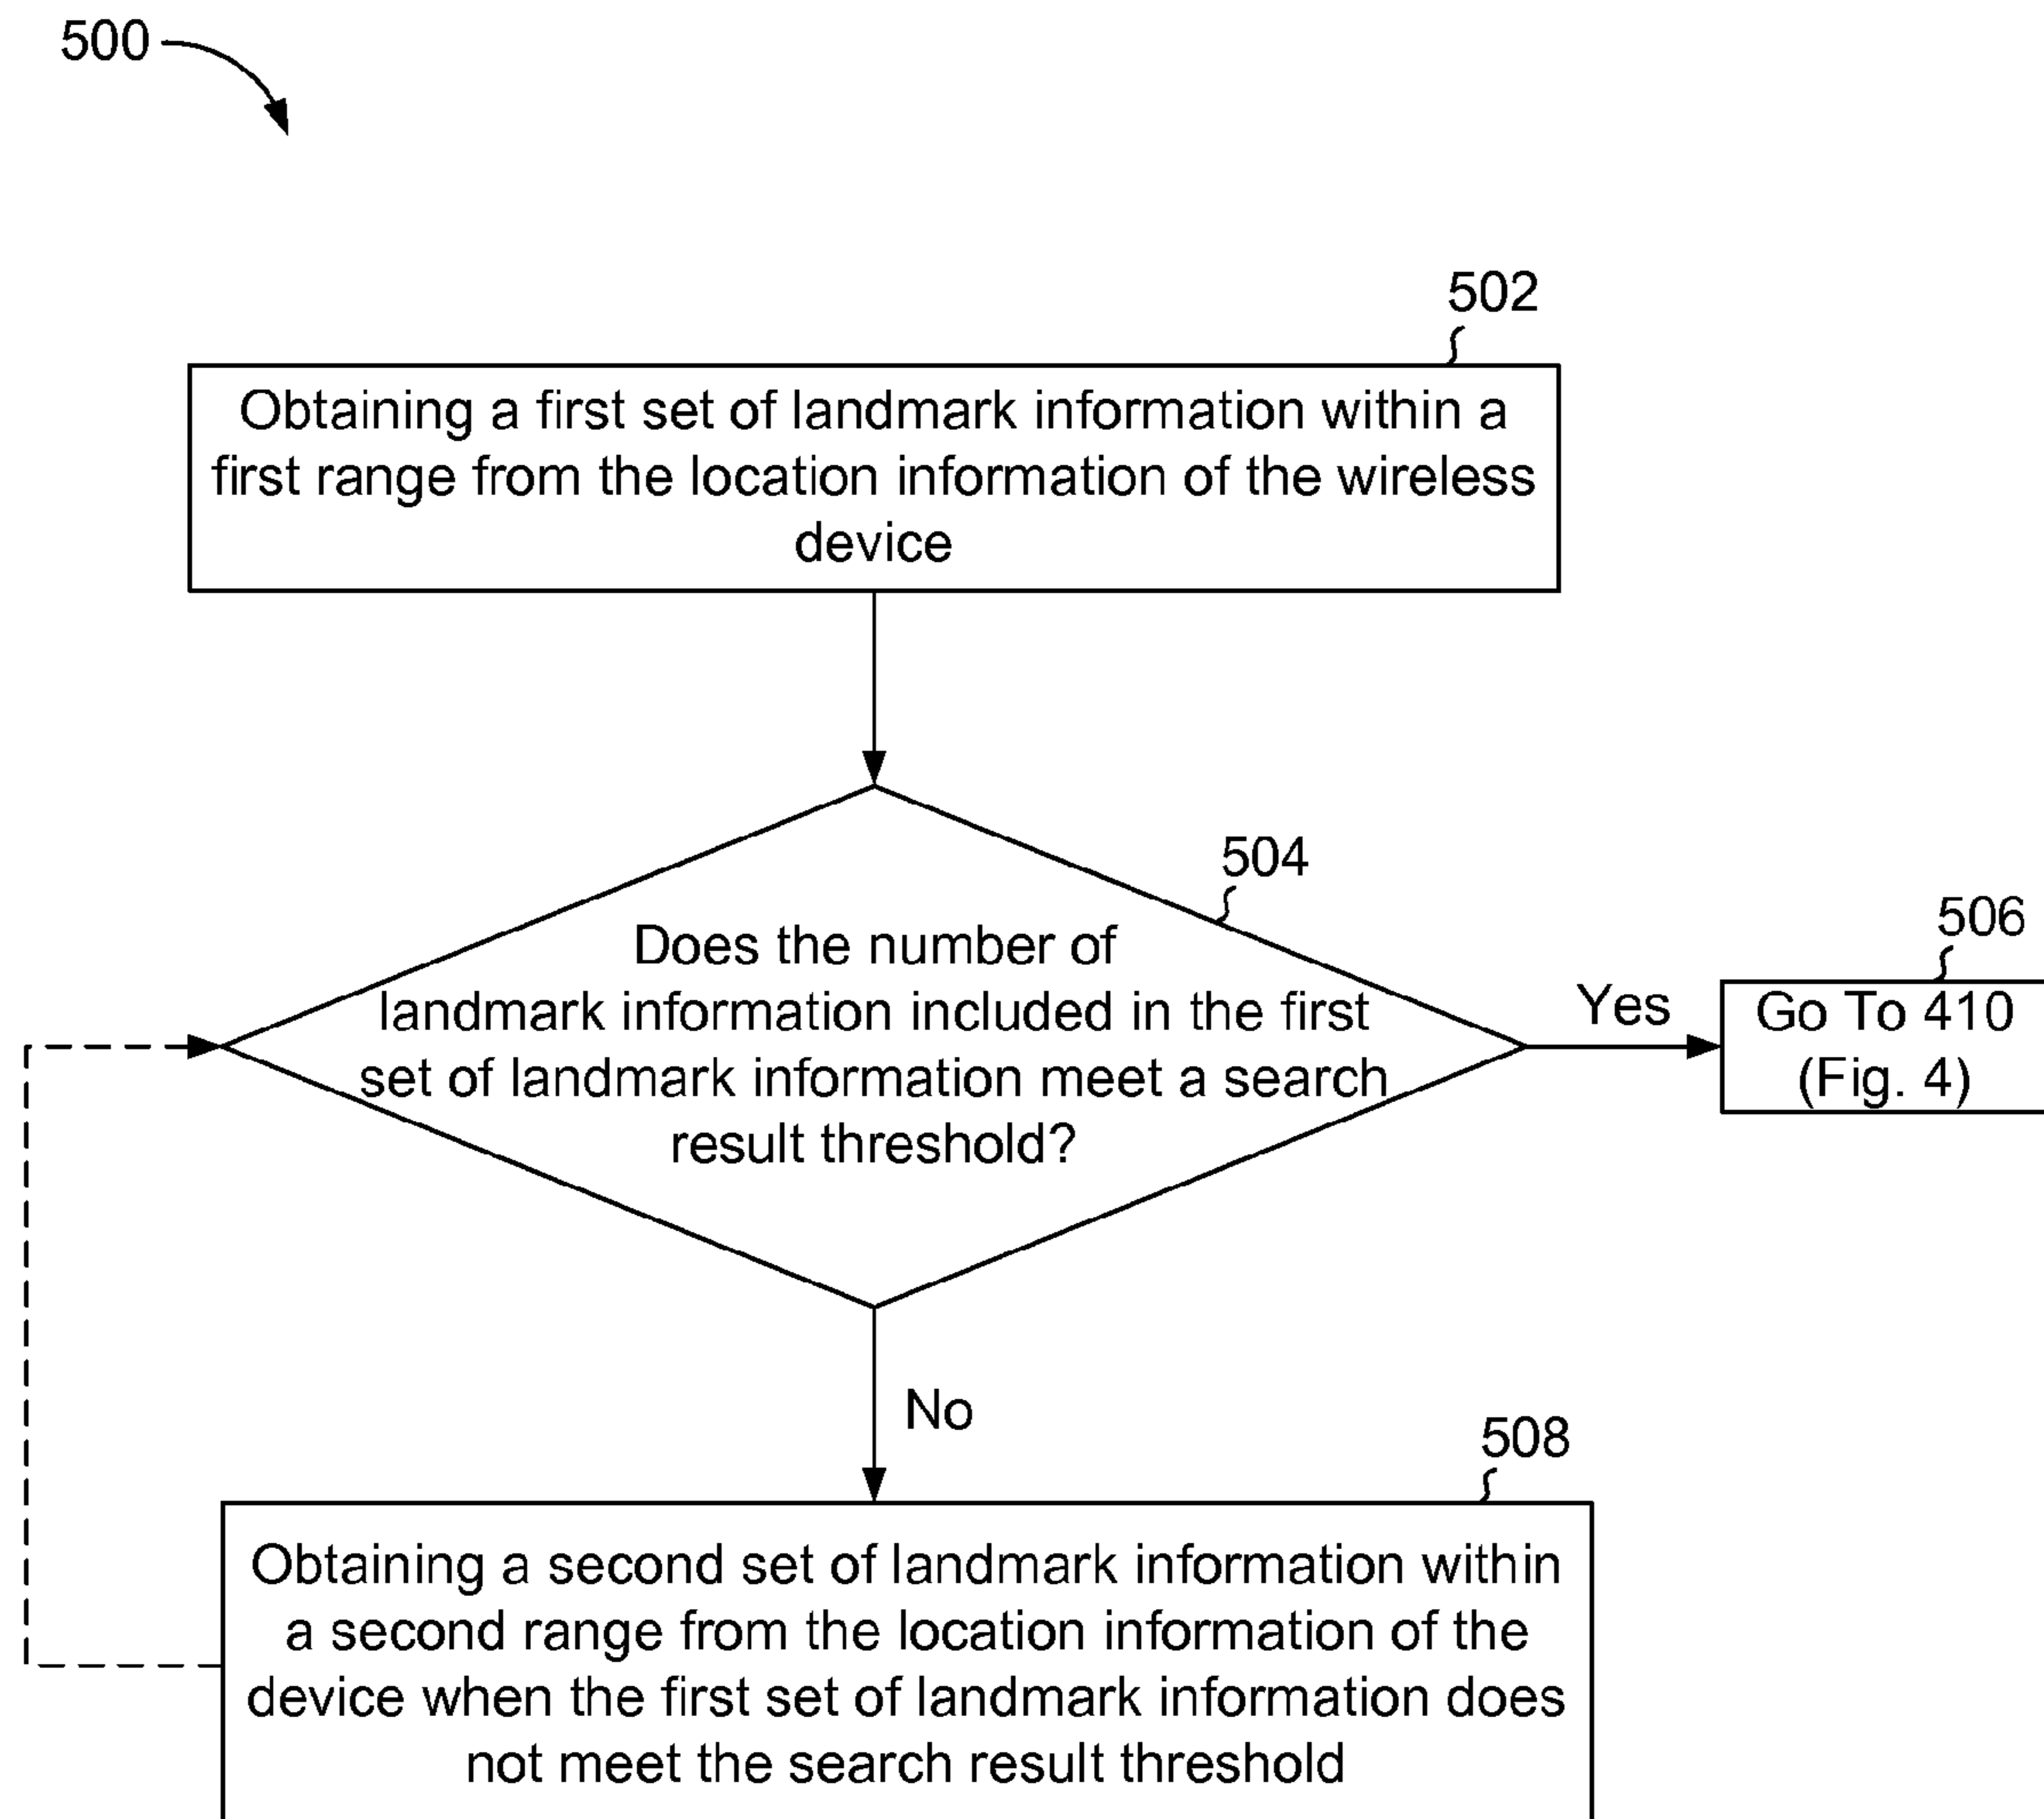 500
502
Obtaining a first set of landmark information within a
first range from the location information of the wireless
device
504
Does the number of
landmark information included in the first
set of landmark information meet a search
result threshold?
Yes
506
Go To 410
(Fig. 4)
No
508
Obtaining a second set of landmark information within
a second range from the location information of the
device when the first set of landmark information does
not meet the search result threshold